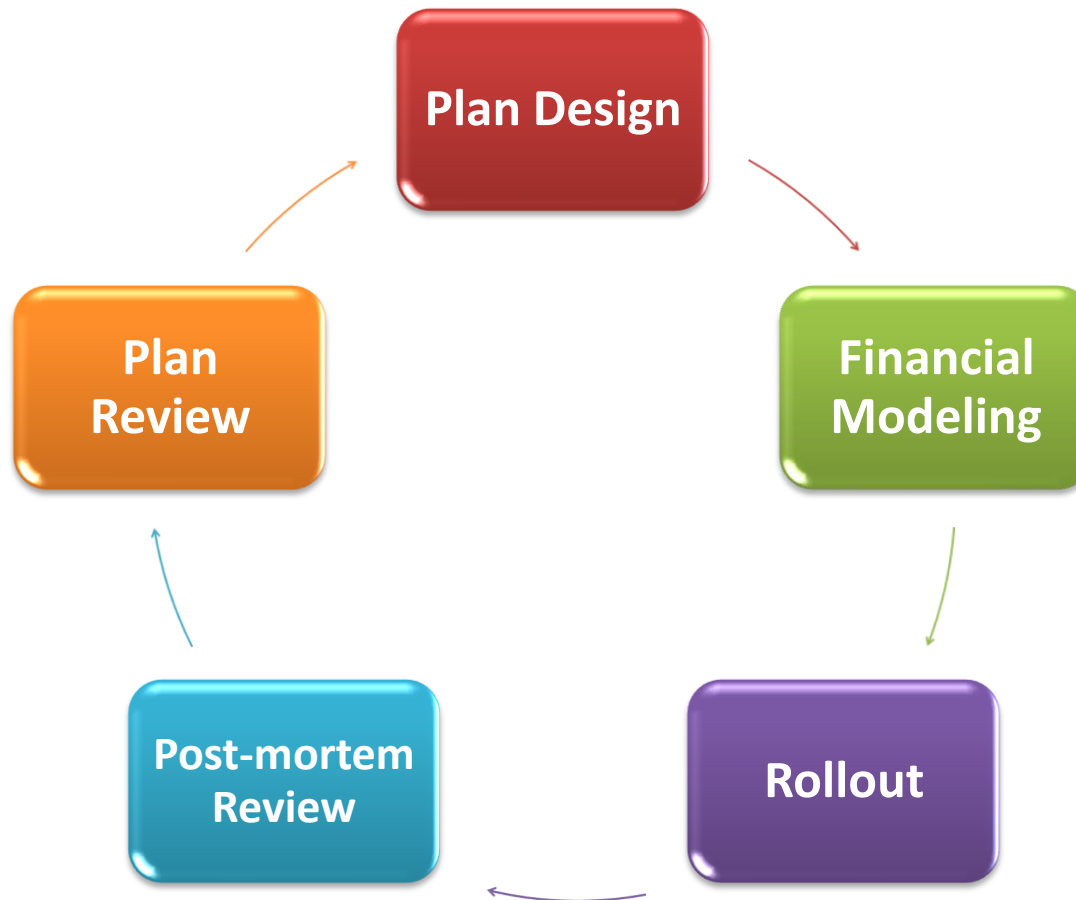 Plan Design
Financial
Modeling
Rollout
Post-mortem
Review
Plan
Review